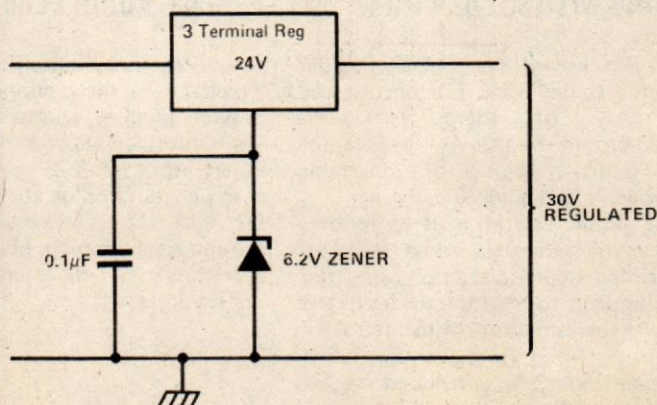 3 Terminal Reg
24V
30V
REGULATED
0.1µF
6.2V ZENER